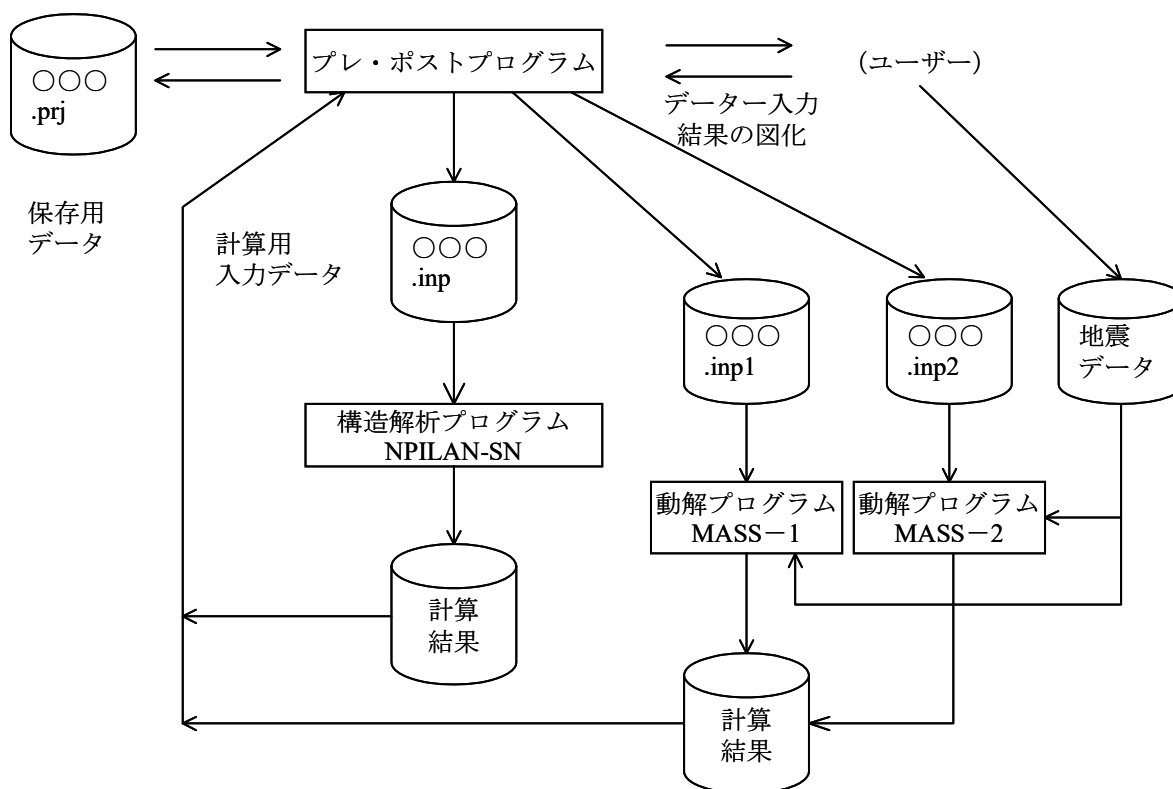 ○○○
.prj
保存用
データ
プレ・ポストプログラム
データー入力
結果の図化
(ユーザー)
計算用
入力データ
○○○
.inp
○○○
.inp1
○○○
.inp2
地震
データ
構造解析プログラム
NPILAN-SN
動解プログラム
MASS－1
動解プログラム
MASS－2
計算
結果
計算
結果